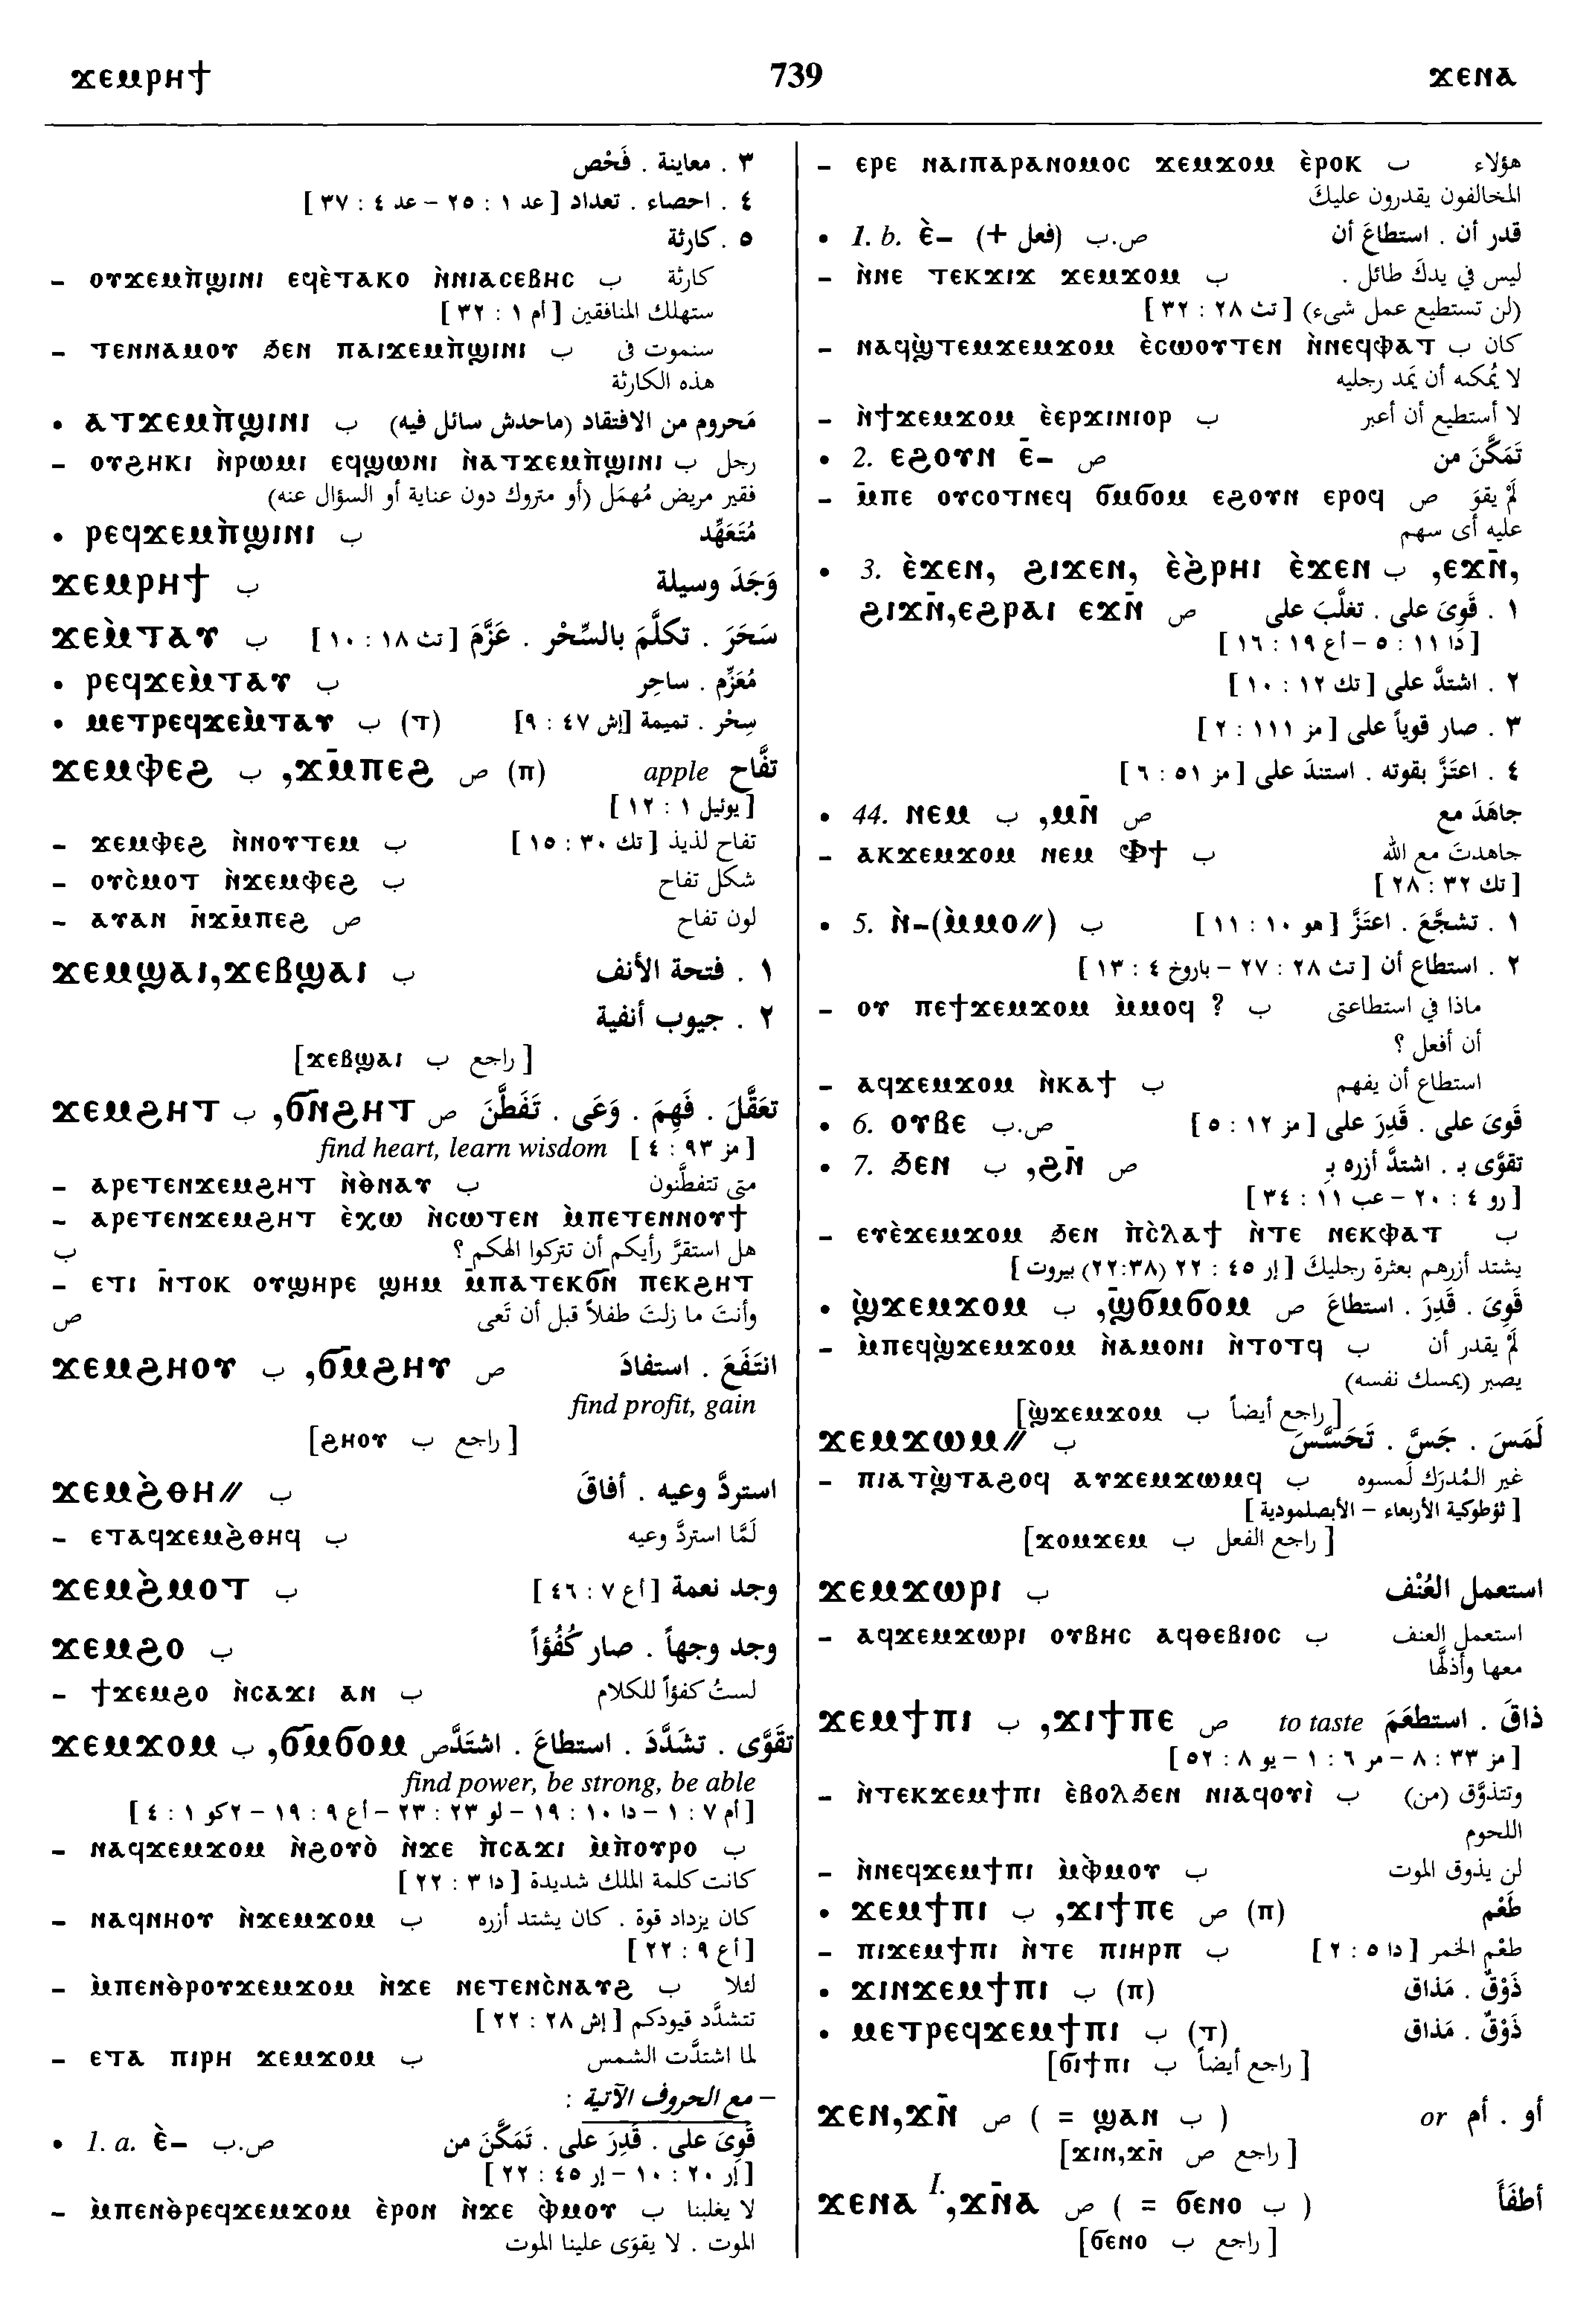 ϫⲉⲙⲣⲏϯ 739 ϫⲉⲛⲁ
٣ . معاينة . فَحْص
٤ . احصاء . تعداد [ عد ١ : ٢٥ – عد ٤ : ٣٧ ]
٥ . كارثة
– ⲟⲩϫⲉⲙⲡ̀ϣⲓⲛⲓ ⲉϥⲉ̀ⲧⲁⲕⲟ ⲛ̀ⲛⲓⲁⲥⲉⲃⲏⲥ ب كارثة
ستهلك المنافقين [ أم ١ : ٣٢ ]
– ⲧⲉⲛⲛⲁⲙⲟⲩ ϧⲉⲛ ⲡⲁⲓϫⲉⲙⲡ̀ϣⲓⲛⲓ ب سنموت فى
هذه الكارثة
• ⲁⲧϫⲉⲙⲡ̀ϣⲓⲛⲓ ب مَحروم من الافتقاد (ماحدش سائل فيه)
– ⲟⲩϩⲏⲕⲓ ⲛ̀ⲣⲱⲙⲓ ⲉϥϣⲱⲛⲓ ⲛ̀ⲁⲧϫⲉⲙⲡ̀ϣⲓⲛⲓ ب رجل
فقير مريض مُهمَل (أو متروك دون عناية أو السؤال عنه)
• ⲣⲉϥϫⲉⲙⲡ̀ϣⲓⲛⲓ ب مُتَعَهِّد
ϫⲉⲙⲣⲏϯ ب وَجَدَ وسيلة
ϫⲉⲙ̀ⲧⲁⲩ ب سَحَرَ . تكلَّمَ بالسِّحْر . عَزَّمَ [ تث ١٨ : ١٠ ]
• ⲣⲉϥϫⲉⲙ̀ⲧⲁⲩ ب مُعَزِّم . ساحِر
• ⲙⲉⲧⲣⲉϥϫⲉⲙ̀ⲧⲁⲩ ب (ⲧ) سِحْر . تميمة [إش ٤٧ : ٩]
ϫⲉⲙⲫⲉϩ ب ,ϫⲙ̄ⲡⲉϩ ص (ⲡ) apple تفَّاح
[ يوئيل ١ : ١٢ ]
– ϫⲉⲙⲫⲉϩ ⲛ̀ⲛⲟⲩⲧⲉⲙ ب تفاح لذيذ [ تك ٣٠ : ١٥ ]
– ⲟⲩⲥ̀ⲙⲟⲧ ⲛ̀ϫⲉⲙⲫⲉϩ ب شكل تفاح
– ⲁⲩⲁⲛ ⲛ̄ϫⲙ̄ⲡⲉϩ ص لون تفاح
ϫⲉⲙϣⲁⲓ,ϫⲉⲃϣⲁⲓ ب ١ . فتحة الأنف
٢ . جيوب أنفية
[ راجع ب ϫⲉⲃϣⲁⲓ]
ϫⲉⲙϩⲏⲧ ب ,ϭⲛ̄ϩⲏⲧ ص تعَقَّلَ . فَهِمَ . وَعَى . تَفَطَّنَ
find heart, learn wisdom [ مز ٩٣ : ٤ ]
– ⲁⲣⲉⲧⲉⲛϫⲉⲙϩⲏⲧ ⲛ̀ⲑⲛⲁⲩ ب متى تتفطَّنون
– ⲁⲣⲉⲧⲉⲛϫⲉⲙϩⲏⲧ ⲉ̀ⲭⲱ ⲛ̀ⲥⲱⲧⲉⲛ ⲙ̀ⲡⲉⲧⲉⲛⲛⲟⲩϯ
ب هل استقرَّ رأيكم أن تتركوا الهكم ؟
– ⲉⲧⲓ ⲛ̄ⲧⲟⲕ ⲟⲩϣⲏⲣⲉ ϣⲏⲙ ⲙ̄ⲡⲁⲧⲉⲕϭⲛ̄ ⲡⲉⲕϩⲏⲧ
ص وأنتَ ما زلتَ طفلاً قبل أن تَعى
ϫⲉⲙϩⲏⲟⲩ ب ,ϭⲙ̄ϩⲏⲩ ص انتَفَعَ . استفادَ
find profit, gain
[ راجع ب ϩⲏⲟⲩ]
ϫⲉⲙϩ̀ⲑⲏ// ب استردَّ وعيه . أفاقَ
– ⲉⲧⲁϥϫⲉⲙϩ̀ⲑⲏϥ ب لَمَّا استردَّ وعيه
ϫⲉⲙϩ̀ⲙⲟⲧ ب وجد نعمة [ أع ٧ : ٤٦ ]
ϫⲉⲙϩⲟ ب وجد وجهاً . صار كُفُؤاً
– ϯϫⲉⲙϩⲟ ⲛ̀ⲥⲁϫⲓ ⲁⲛ ب لستُ كفؤاً للكلام
ϫⲉⲙϫⲟⲙ ب ,ϭⲙ̄ϭⲟⲙ ص تقَوَّى . تشَدَّدَ . استطاعَ . اشتَدَّ
find power, be strong, be able
[ أم ٧ : ١ – دا ١٠ : ١٩ – لو ٢٣ : ٢٣ – أع ٩ : ١٩ – ٢كو ١ : ٤ ]
– ⲛⲁϥϫⲉⲙϫⲟⲙ ⲛ̀ϩⲟⲩⲟ̀ ⲛ̀ϫⲉ ⲡ̀ⲥⲁϫⲓ ⲙ̀ⲡ̀ⲟⲩⲣⲟ ب
كانت كلمة الملك شديدة [ دا ٣ : ٢٢ ]
– ⲛⲁϥⲛⲏⲟⲩ ⲛ̀ϫⲉⲙϫⲟⲙ ب كان يزداد قوة . كان يشتد أزره
[ أع ٩ : ٢٢ ]
– ⲙ̀ⲡⲉⲛⲑ̀ⲣⲟⲩϫⲉⲙϫⲟⲙ ⲛ̀ϫⲉ ⲛⲉⲧⲉⲛⲥ̀ⲛⲁⲩϩ ب لئلا
تتشدَّد قيودكم [ إش ٢٨ : ٢٢ ]
– ⲉⲧⲁ ⲡⲓⲣⲏ ϫⲉⲙϫⲟⲙ ب لما اشتدَّت الشمس
– مع الحروف الآتية :
• 1. a. ⲉ̀– ص.ب قوِىَ على . قَدِرَ على . تَمَكَّنَ من
[ إر ٢٠ : ١٠ – إر ٤٥ : ٢٢ ]
– ⲙ̀ⲡⲉⲛⲑ̀ⲣⲉϥϫⲉⲙϫⲟⲙ ⲉ̀ⲣⲟⲛ ⲛ̀ϫⲉ ⲫ̀ⲙⲟⲩ ب لا يغلبنا
الموت . لا يقوَى علينا الموت
– ⲉⲣⲉ ⲛⲁⲓⲡⲁⲣⲁⲛⲟⲙⲟⲥ ϫⲉⲙϫⲟⲙ ⲉ̀ⲣⲟⲕ ب هؤلاء
المخالفون يقدرون عليكَ
• 1. b. ⲉ̀– (+ فعل) ص.ب قدر أن . استطاعَ أن
– ⲛ̀ⲛⲉ ⲧⲉⲕϫⲓϫ ϫⲉⲙϫⲟⲙ ب ليس في يدكَ طائل .
(لن تستطيع عمل شىء) [ تث ٢٨ : ٣٢ ]
– ⲛⲁϥϣ̀ⲧⲉⲙϫⲉⲙϫⲟⲙ ⲉ̀ⲥⲱⲟⲩⲧⲉⲛ ⲛ̀ⲛⲉϥⲫⲁⲧ ب كان
لا يُمكنه أن يَمد رجليه
– ⲛ̀ϯϫⲉⲙϫⲟⲙ ⲉ̀ⲉⲣϫⲓⲛⲓⲟⲣ ب لا أستطيع أن أعبر
• 2. ⲉϩⲟⲩⲛ ⲉ̄– ص تَمَكَّنَ من
– ⲙ̄ⲡⲉ ⲟⲩⲥⲟⲧⲛⲉϥ ϭⲙϭⲟⲙ ⲉϩⲟⲩⲛ ⲉⲣⲟϥ ص لَمْ يقوَ
عليه أى سهم
• 3. ⲉ̀ϫⲉⲛ, ϩⲓϫⲉⲛ, ⲉ̀ϩ̀ⲣⲏⲓ ⲉ̀ϫⲉⲛ ب ,ⲉϫⲛ̄,
ϩⲓϫⲛ̄,ⲉϩⲣⲁⲓ ⲉϫⲛ̄ ص ١ . قَوِىَ على . تغلَّبَ على
[ دا ١١ : ٥ – أع ١٩ : ١٦ ]
٢ . اشتدَّ على [ تك ١٢ : ١٠ ]
٣ . صار قوياً على [ مز ١١١ : ٢ ]
٤ . اعتَزَّ بقوته . استندَ على [ مز ٥١ : ٦ ]
• 44. ⲛⲉⲙ ب ,ⲙⲛ̄ ص جاهَدَ مع
– ⲁⲕϫⲉⲙϫⲟⲙ ⲛⲉⲙ ⲫϯ ب جاهدتَ مع الله
[ تك ٣٢ : ٢٨ ]
• 5. ⲛ̀–(ⲙ̀ⲙⲟ//) ب ١ . تشجَّعَ . اعتَزَّ [ هو ١٠ : ١١ ]
٢ . استطاع أن [ تث ٢٨ : ٢٧ – باروخ ٤ : ١٣ ]
– ⲟⲩ ⲡⲉϯϫⲉⲙϫⲟⲙ ⲙ̀ⲙⲟϥ ? ب ماذا في استطاعتى
أن أفعل ؟
– ⲁϥϫⲉⲙϫⲟⲙ ⲛ̀ⲕⲁϯ ب استطاع أن يفهم
• 6. ⲟⲩⲃⲉ ص.ب قَوِىَ على . قَدِرَ على [ مز ١٢ : ٥ ]
• 7. ϧⲉⲛ ب ,ϩⲛ̄ ص تقوَّى بـ . اشتدَّ أزره بـِ
[ رو ٤ : ٢٠ – عب ١١ : ٣٤ ]
– ⲉⲩⲉ̀ϫⲉⲙϫⲟⲙ ϧⲉⲛ ⲡ̀ⲥ̀ⲗⲁϯ ⲛ̀ⲧⲉ ⲛⲉⲕⲫⲁⲧ ب
يشتد أزرهم بعثرة رجليكَ [ إر ٤٥ : ٢٢ (٢٢:٣٨) بيروت ]
• ϣ̀ϫⲉⲙϫⲟⲙ ب ,ϣ̄ϭⲙϭⲟⲙ ص قَوِىَ . قَدِرَ . استطاعَ
– ⲙ̀ⲡⲉϥϣ̀ϫⲉⲙϫⲟⲙ ⲛ̀ⲁⲙⲟⲛⲓ ⲛ̀ⲧⲟⲧϥ ب لَمْ يقدر أن
يصبر (يمسك نفسه)
[ راجع أيضاً ب ϣ̀ϫⲉⲙϫⲟⲙ]
ϫⲉⲙϫⲱⲙ// ب لَمَسَ . جَسَّ . تَحَسَّسَ
– ⲡⲓⲁⲧϣ̀ⲧⲁϩⲟϥ ⲁⲩϫⲉⲙϫⲱⲙϥ ب غير المُدرَك لَمسوه
[ ثؤطوكية الأربعاء – الأبصلمودية ]
[ راجع الفعل ب ϫⲟⲙϫⲉⲙ]
ϫⲉⲙϫⲱⲣⲓ ب استعمل العُنْف
– ⲁϥϫⲉⲙϫⲱⲣⲓ ⲟⲩⲃⲏⲥ ⲁϥⲑⲉⲃⲓⲟⲥ ب استعمل العنف
معها وأذلَّها
ϫⲉⲙϯⲡⲓ ب ,ϫⲓϯⲡⲉ ص to taste ذاقَ . استطعَمَ
[ مز ٣٣ : ٨ – مر ٦ : ١ – يو ٨ : ٥٢ ]
– ⲛ̀ⲧⲉⲕϫⲉⲙϯⲡⲓ ⲉ̀ⲃⲟⲗϧⲉⲛ ⲛⲓⲁϥⲟⲩⲓ̀ ب وتتذوَّق (من)
اللحوم
– ⲛ̀ⲛⲉϥϫⲉⲙϯⲡⲓ ⲙ̀ⲫ̀ⲙⲟⲩ ب لن يذوق الموت
• ϫⲉⲙϯⲡⲓ ب ,ϫⲓϯⲡⲉ ص (ⲡ) طَعْم
– ⲡⲓϫⲉⲙϯⲡⲓ ⲛ̀ⲧⲉ ⲡⲓⲏⲣⲡ ب طعْم الخمر [ دا ٥ : ٢ ]
• ϫⲓⲛϫⲉⲙϯⲡⲓ ب (ⲡ) ذَوْقٌ . مَذاق
• ⲙⲉⲧⲣⲉϥϫⲉⲙϯⲡⲓ ب (ⲧ) ذَوْقٌ . مَذاق
[ راجع أيضاً ب ϭⲓϯⲡⲓ]
ϫⲉⲛ,ϫⲛ̄ ص ( = ϣⲁⲛ ب ) or أو . أم
[ راجع ص ϫⲓⲛ,ϫⲛ̄]
ϫⲉⲛⲁ I. ,ϫⲛ̄ⲁ ص ( = ϭⲉⲛⲟ ب ) أطفَأَ
[ راجع ب ϭⲉⲛⲟ]